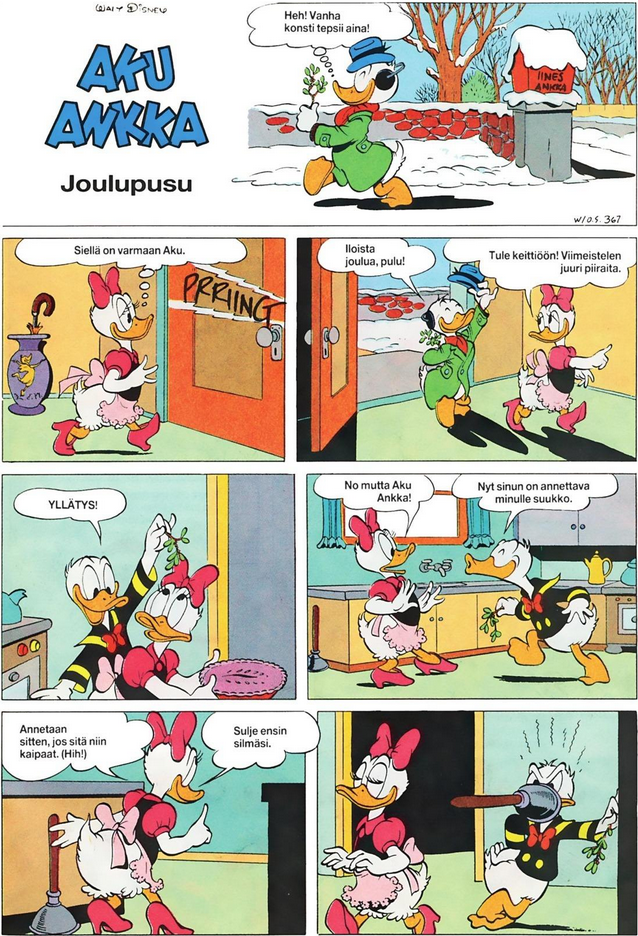 WALT DISNEY
AKU
ANKKA
Joulupusu
Heh! Vanha
konsti tepsii aina!
IINES
ANKKA
W/D.S. 367
Siellä on varmaan Aku.
PRRIING
Iloista
joulua, pulu!
Tule keittiöön! Viimeistelen
juuri piiraita.
YLLÄTYS!
No mutta Aku
Ankka!
Nyt sinun on annettava
minulle suukko.
Annetaan
sitten, jos sitä niin
kaipaat. (Hih!)
Sulje ensin
silmäsi.